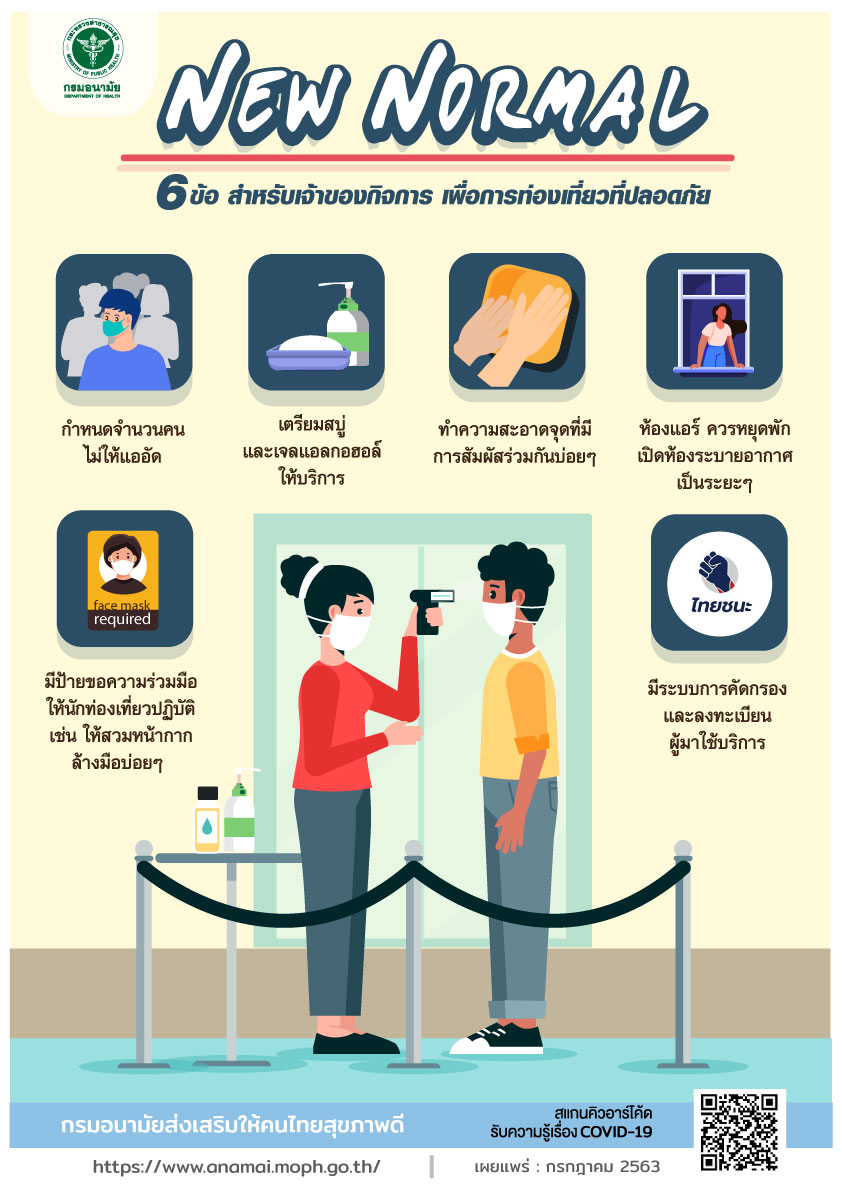 กระทรวงสาธารณสุข
MINISTRY OF PUBLIC HEALTH
กรมอนามัย
DEPARTMENT OF HEALTH
NEW NORMAL
6 ข้อ สำหรับเจ้าของกิจการ เพื่อการท่องเที่ยวที่ปลอดภัย
กำหนดจำนวนคน
ไม่ให้แออัด
เตรียมสบู่
และเจลแอลกอฮอล์
ให้บริการ
ทำความสะอาดจุดที่มี
การสัมผัสร่วมกันบ่อยๆ
ห้องแอร์ ควรหยุดพัก
เปิดห้องระบายอากาศ
เป็นระยะๆ
face mask
required
มีป้ายขอความร่วมมือ
ให้นักท่องเที่ยวปฏิบัติ
เช่น ให้สวมหน้ากาก
ล้างมือบ่อยๆ
ไทยชนะ
มีระบบการคัดกรอง
และลงทะเบียน
ผู้มาใช้บริการ
กรมอนามัยส่งเสริมให้คนไทยสุขภาพดี
สแกนคิวอาร์โค้ด
รับความรู้เรื่อง COVID-19
https://www.anamai.moph.go.th/
เผยแพร่ : กรกฎาคม 2563